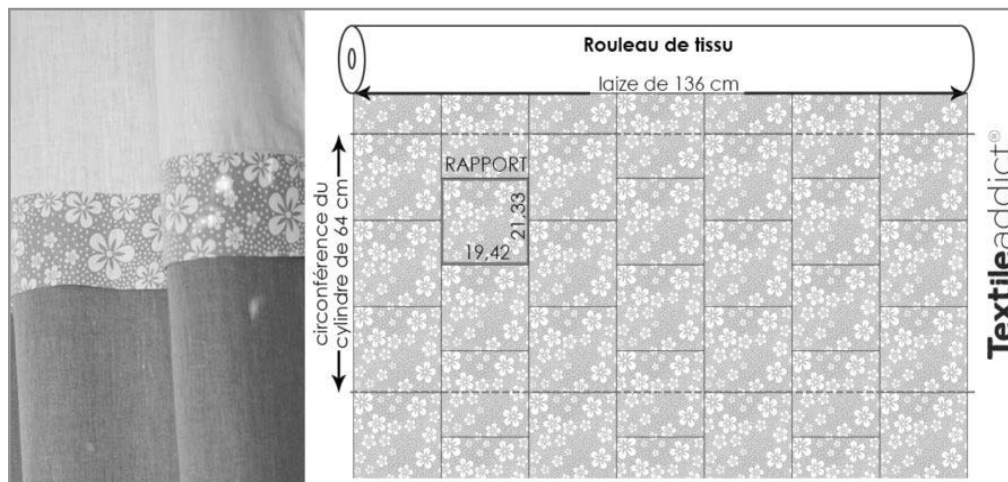 Rouleau de tissu
laize de 136 cm
RAPPORT
21,33
19,42
circonférence du
cylindre de 64 cm
Textileaddict®